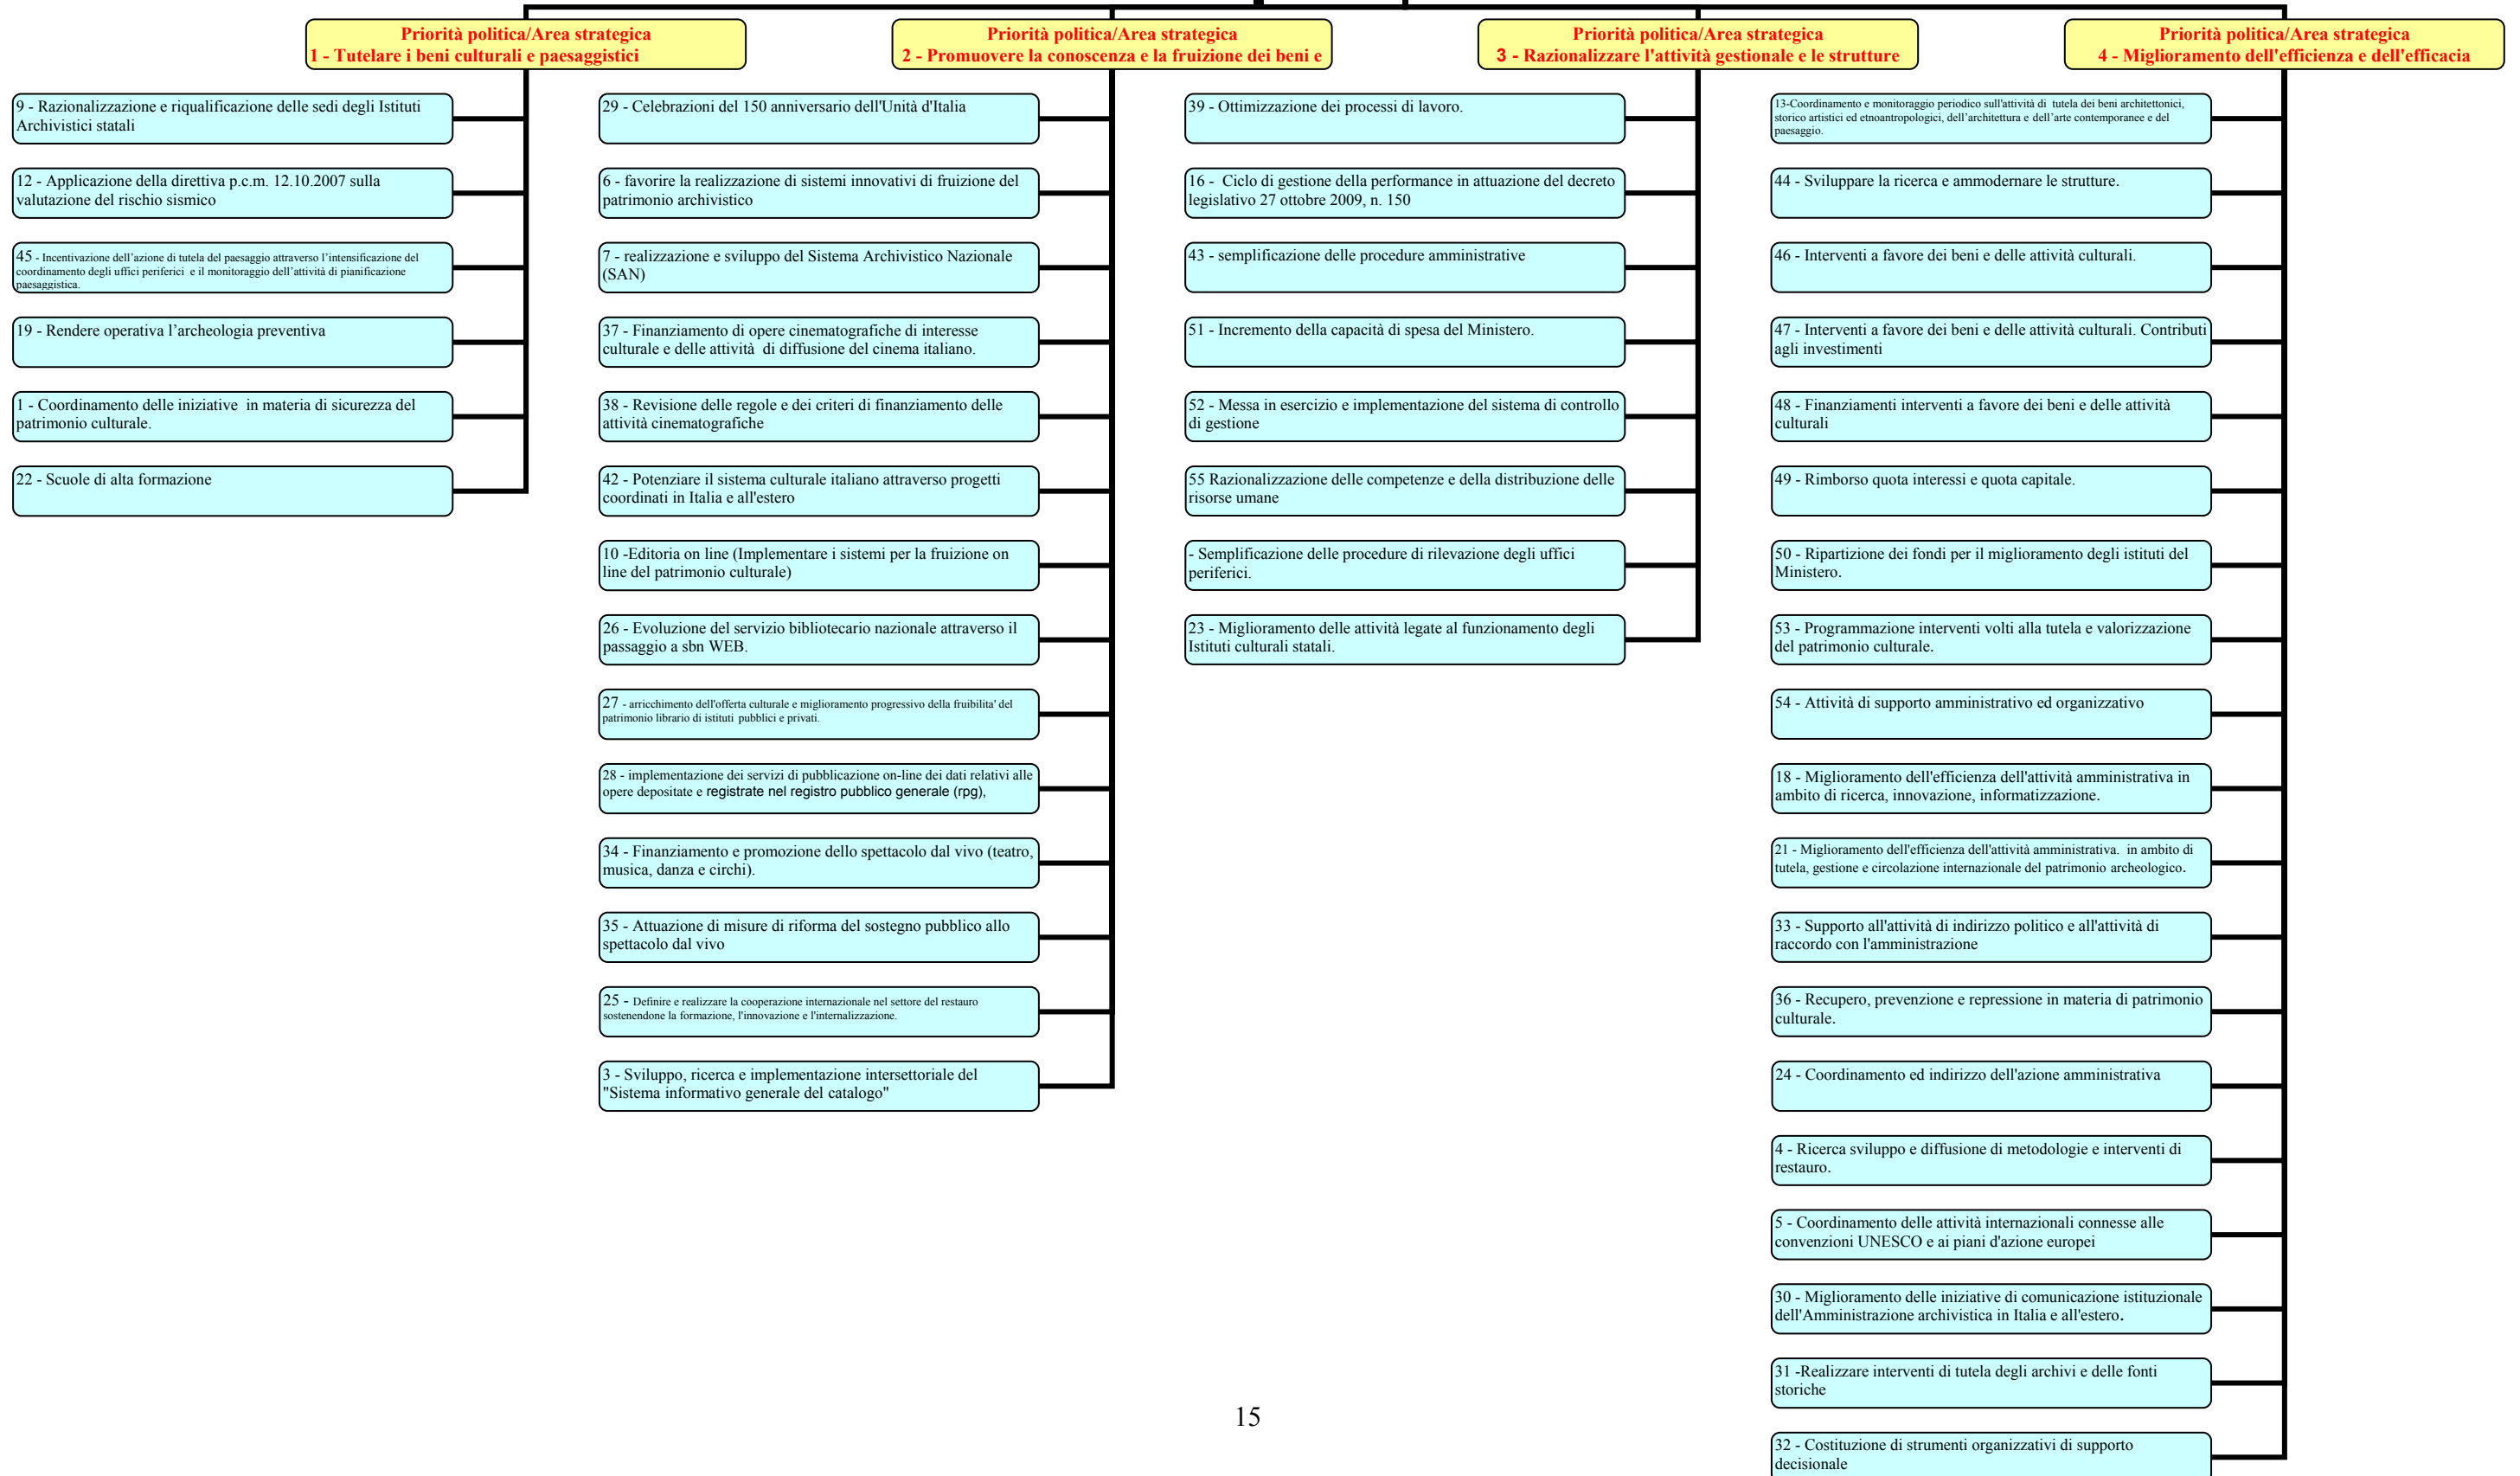 Priorità politica/Area strategica
1 - Tutelare i beni culturali e paesaggistici
9 - Razionalizzazione e riqualificazione delle sedi degli Istituti
Archivistici statali
12 - Applicazione della direttiva p.c.m. 12.10.2007 sulla
valutazione del rischio sismico
45 - Incentivazione dell'azione di tutela del paesaggio attraverso l'intensificazione del
coordinamento degli uffici periferici e il monitoraggio dell'attività di pianificazione
paesaggistica.
19 - Rendere operativa l'archeologia preventiva
1 - Coordinamento delle iniziative in materia di sicurezza del
patrimonio culturale.
22 - Scuole di alta formazione
Priorità politica/Area strategica
2 - Promuovere la conoscenza e la fruizione dei beni e
29 - Celebrazioni del 150 anniversario dell'Unità d'Italia
6 - favorire la realizzazione di sistemi innovativi di fruizione del
patrimonio archivistico
7 - realizzazione e sviluppo del Sistema Archivistico Nazionale
(SAN)
37 - Finanziamento di opere cinematografiche di interesse
culturale e delle attività di diffusione del cinema italiano.
38 - Revisione delle regole e dei criteri di finanziamento delle
attività cinematografiche
42 - Potenziare il sistema culturale italiano attraverso progetti
coordinati in Italia e all'estero
10 -Editoria on line (Implementare i sistemi per la fruizione on
line del patrimonio culturale)
26 - Evoluzione del servizio bibliotecario nazionale attraverso il
passaggio a sbn WEB.
27 - arricchimento dell'offerta culturale e miglioramento progressivo della fruibilita' del
patrimonio librario di istituti pubblici e privati.
28 - implementazione dei servizi di pubblicazione on-line dei dati relativi alle
opere depositate e registrate nel registro pubblico generale (rpg),
34 - Finanziamento e promozione dello spettacolo dal vivo (teatro,
musica, danza e circhi).
35 - Attuazione di misure di riforma del sostegno pubblico allo
spettacolo dal vivo
25 - Definire e realizzare la cooperazione internazionale nel settore del restauro
sostenendone la formazione, l'innovazione e l'internalizzazione.
3 - Sviluppo, ricerca e implementazione intersettoriale del
"Sistema informativo generale del catalogo"
Priorità politica/Area strategica
3 - Razionalizzare l'attività gestionale e le strutture
39 - Ottimizzazione dei processi di lavoro.
16 - Ciclo di gestione della performance in attuazione del decreto
legislativo 27 ottobre 2009, n. 150
43 - semplificazione delle procedure amministrative
51 - Incremento della capacità di spesa del Ministero.
52 - Messa in esercizio e implementazione del sistema di controllo
di gestione
55 Razionalizzazione delle competenze e della distribuzione delle
risorse umane
- Semplificazione delle procedure di rilevazione degli uffici
periferici.
23 - Miglioramento delle attività legate al funzionamento degli
Istituti culturali statali.
Priorità politica/Area strategica
4 - Miglioramento dell'efficienza e dell'efficacia
13-Coordinamento e monitoraggio periodico sull'attività di tutela dei beni architettonici,
storico artistici ed etnoantropologici, dell'architettura e dell'arte contemporanee e del
paesaggio.
44 - Sviluppare la ricerca e ammodernare le strutture.
46 - Interventi a favore dei beni e delle attività culturali.
47 - Interventi a favore dei beni e delle attività culturali. Contributi
agli investimenti
48 - Finanziamenti interventi a favore dei beni e delle attività
culturali
49 - Rimborso quota interessi e quota capitale.
50 - Ripartizione dei fondi per il miglioramento degli istituti del
Ministero.
53 - Programmazione interventi volti alla tutela e valorizzazione
del patrimonio culturale.
54 - Attività di supporto amministrativo ed organizzativo
18 - Miglioramento dell'efficienza dell'attività amministrativa in
ambito di ricerca, innovazione, informatizzazione.
21 - Miglioramento dell'efficienza dell'attività amministrativa. in ambito di
tutela, gestione e circolazione internazionale del patrimonio archeologico.
33 - Supporto all'attività di indirizzo politico e all'attività di
raccordo con l'amministrazione
36 - Recupero, prevenzione e repressione in materia di patrimonio
culturale.
24 - Coordinamento ed indirizzo dell'azione amministrativa
4 - Ricerca sviluppo e diffusione di metodologie e interventi di
restauro.
5 - Coordinamento delle attività internazionali connesse alle
convenzioni UNESCO e ai piani d'azione europei
30 - Miglioramento delle iniziative di comunicazione istituzionale
dell'Amministrazione archivistica in Italia e all'estero.
31 -Realizzare interventi di tutela degli archivi e delle fonti
storiche
32 - Costituzione di strumenti organizzativi di supporto
decisionale
15